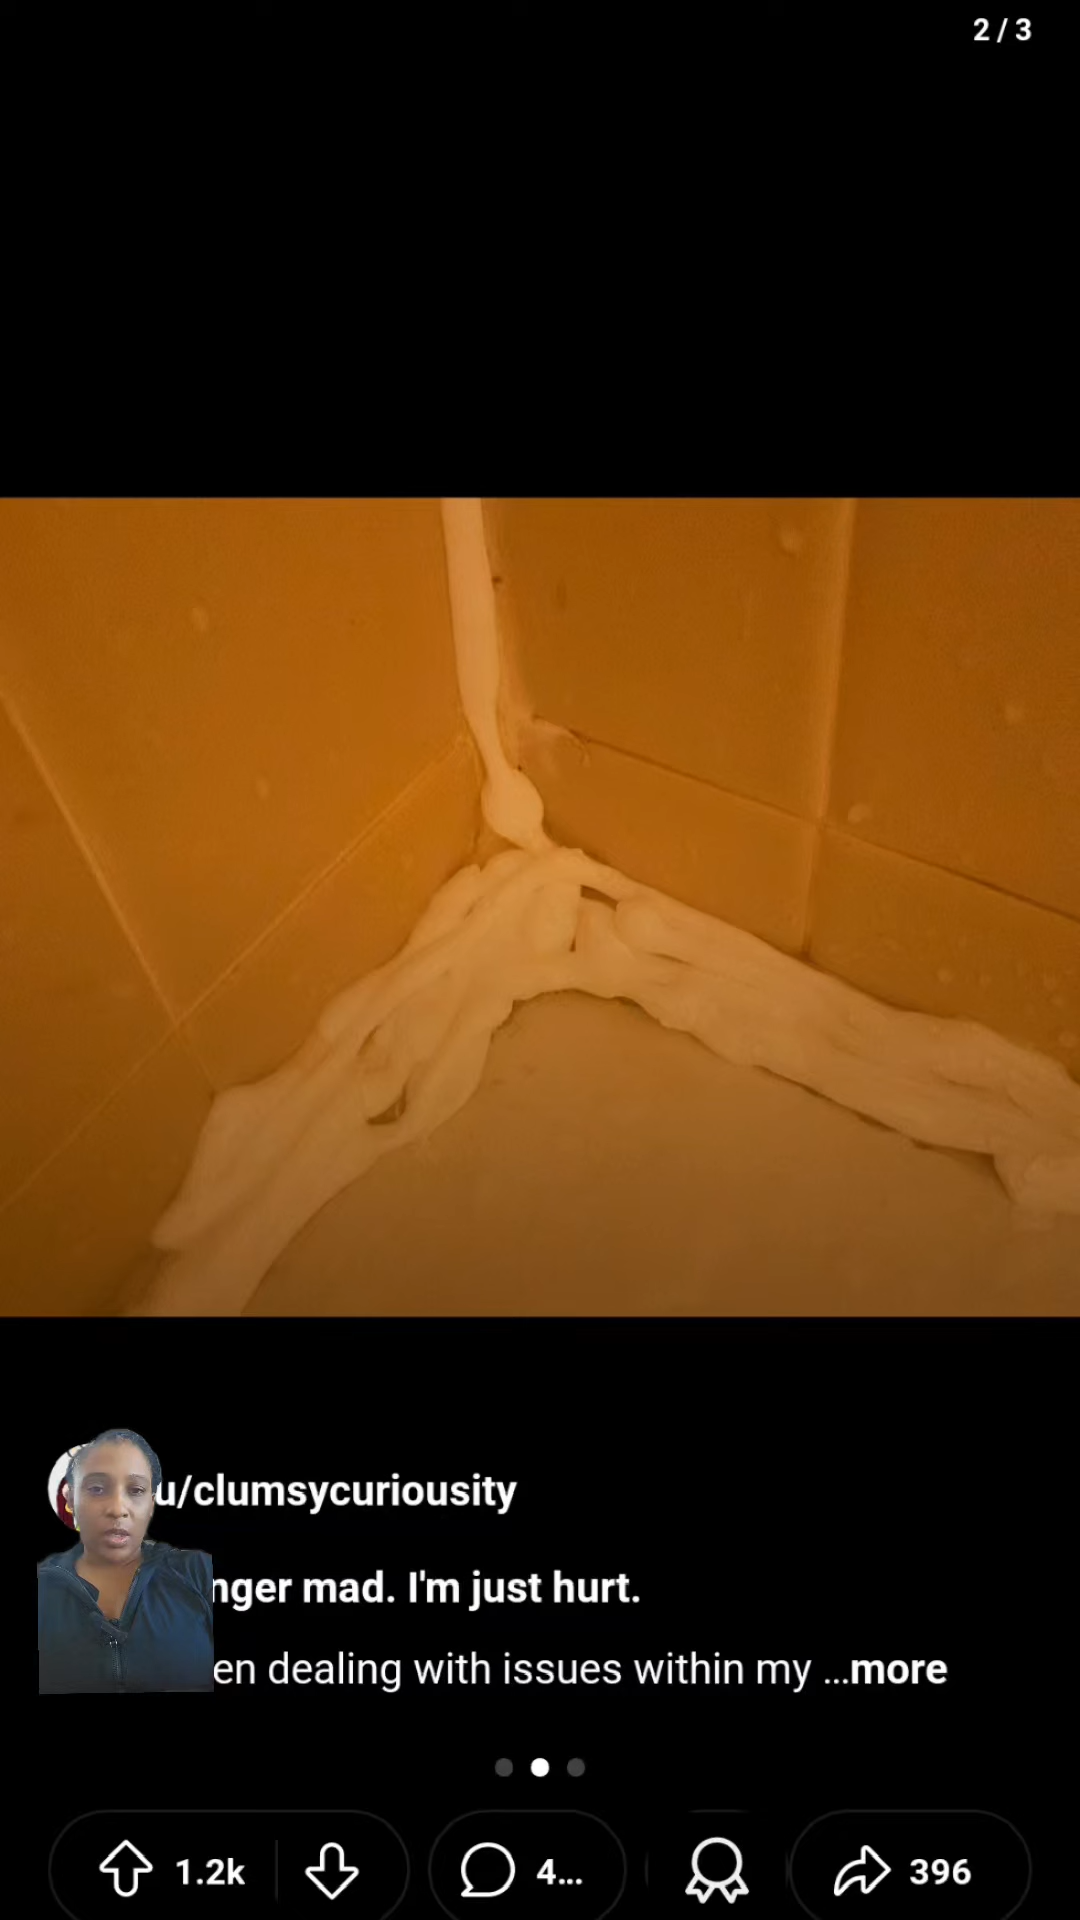 2 / 3
u/clumsycuriousity
nger mad. I'm just hurt.
en dealing with issues within my ...more
1.2k
4...
396